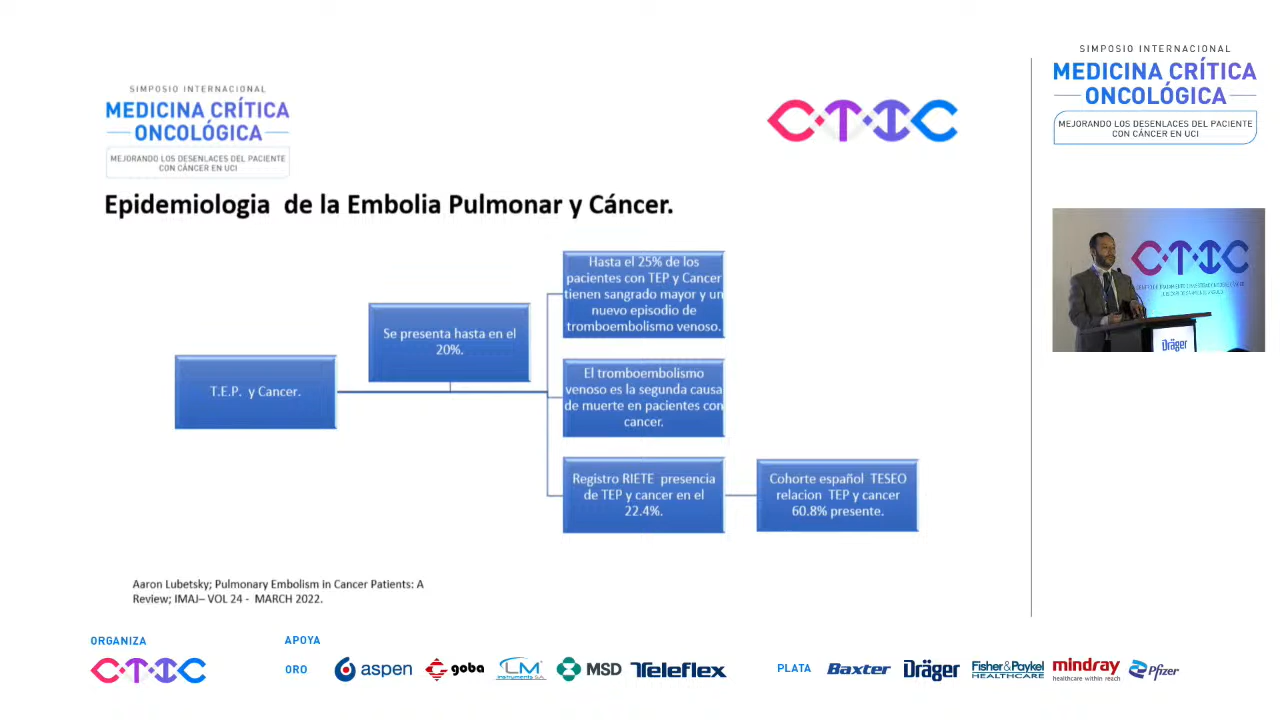 SIMPOSIO INTERNACIONAL
MEDICINA CRÍTICA
ONCOLÓGICA
MEJORANDO LOS DESENLACES DEL PACIENTE
CON CÁNCER EN UCI
CTIC
Epidemiologia de la Embolia Pulmonar y Cáncer.
T.E.P. y Cancer.
Se presenta hasta en el
20%.
Hasta el 25% de los
pacientes con TEP y Cancer
tienen sangrado mayor y un
nuevo episodio de
tromboembolismo venoso.
El tromboembolismo
venoso es la segunda causa
de muerte en pacientes con
cancer.
Registro RIETE presencia
de TEP y cancer en el
22.4%.
Cohorte español TESEO
relacion TEP y cancer
60.8% presente.
Aaron Lubetsky; Pulmonary Embolism in Cancer Patients: A
Review; IMAJ– VOL 24 - MARCH 2022.
SIMPOSIO INTERNACIONAL
MEDICINA CRÍTICA
ONCOLÓGICA
MEJORANDO LOS DESENLACES DEL PACIENTE
CON CÁNCER EN UCI
CTIC
Dräger
ORGANIZA
CTIC
APOYA
ORO
aspen
goba
LM
instruments S.A.
MSD
Teleflex
PLATA
Baxter
Dräger
Fisher&Paykel
HEALTHCARE
mindray
healthcare within reach
Pfizer